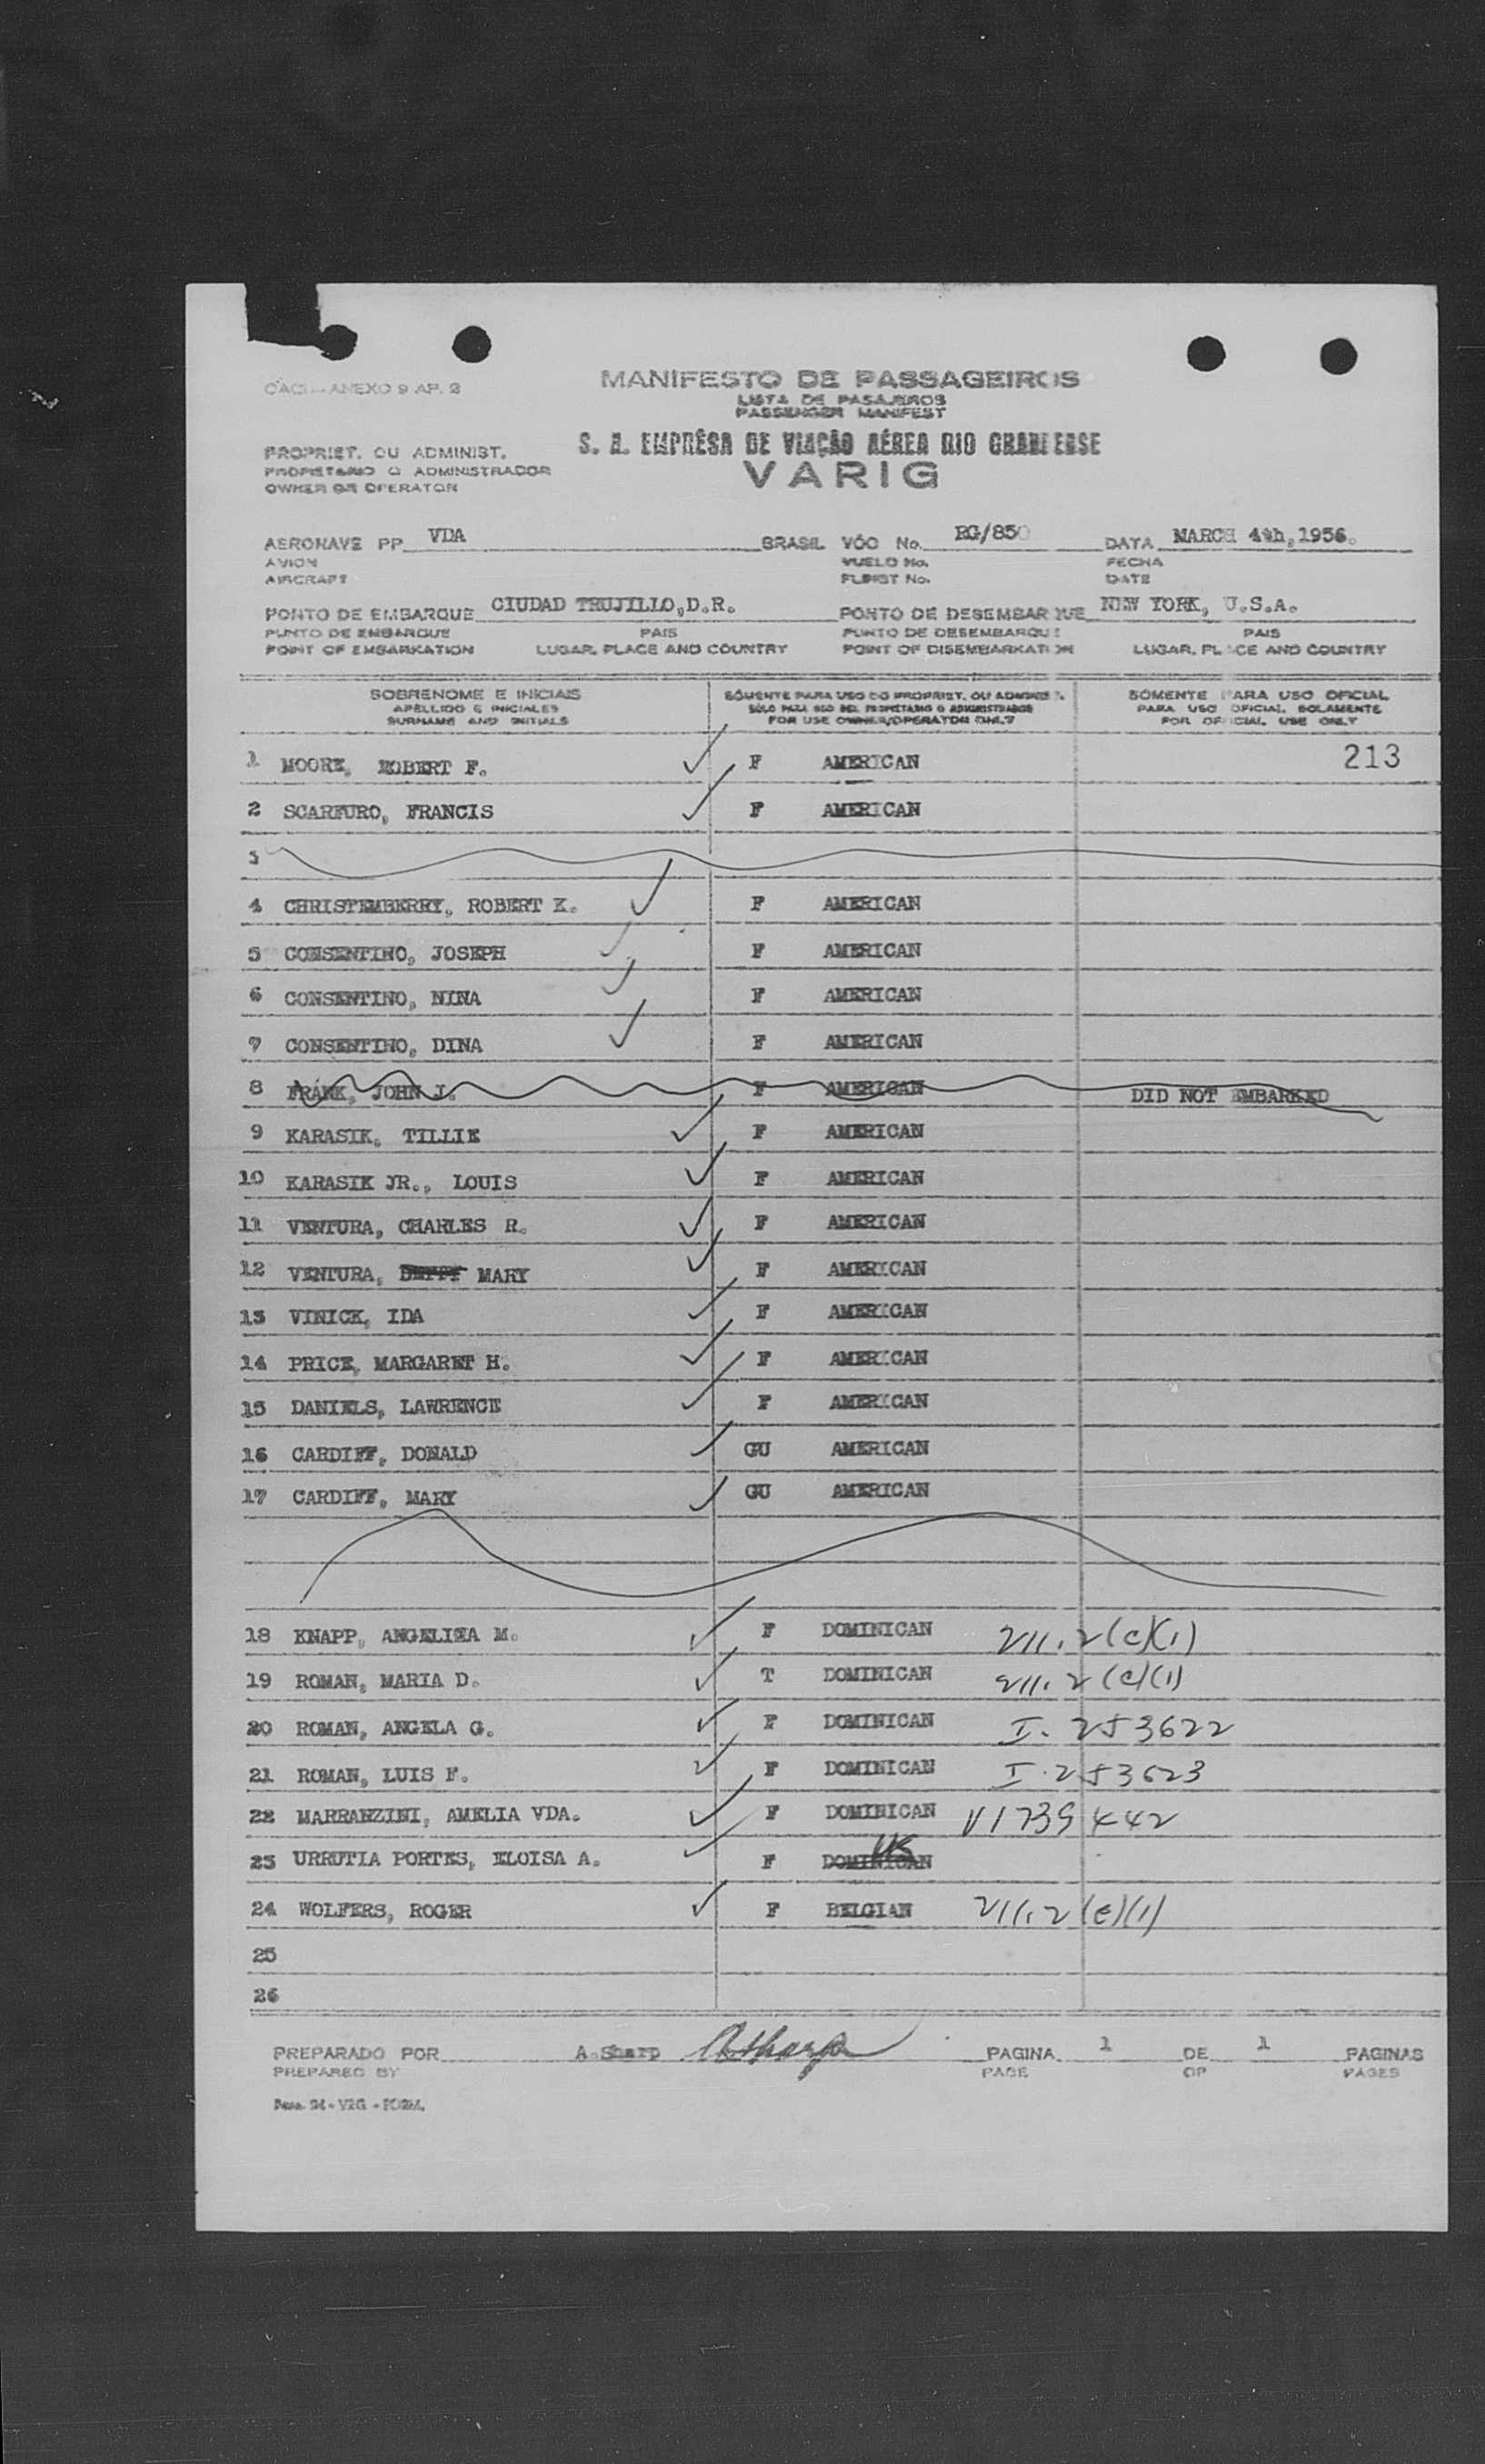 OACI — ANEXO 9 AP. 2
MANIFESTO DE PASSAGEIROS
LISTA DE PASAJEROS
PASSENGER MANIFEST
S. A. EMPRÊSA DE VIAÇÃO AÉREA RIO GRANDENSE
VARIG
PROPRIET. OU ADMINIST.
PROPIETARIO O ADMINISTRADOR
OWNER OR OPERATOR
AERONAVE PP VDA BRASIL VÔO No. RG/850 DATA MARCH 4th,1956.
AVION VUELO No. FECHA
AIRCRAFT FLIGHT No. DATE
PONTO DE EMBARQUE CIUDAD TRUJILLO,D.R. PONTO DE DESEMBARQUE NEW YORK, U.S.A.
PUNTO DE EMBARQUE PAIS PUNTO DE DESEMBARQUE PAIS
POINT OF EMBARKATION LUGAR, PLACE AND COUNTRY POINT OF DISEMBARKATION LUGAR, PLACE AND COUNTRY
SOBRENOME E INICIAIS SÒMENTE PARA USO DO PROPRIET. OU ADMINIST. SOMENTE PARA USO OFICIAL
APELLIDO E INICIALES SÓLO PARA USO DEL PROPIETARIO O ADMINISTRADOR PARA USO OFICIAL SOLAMENTE
SURNAME AND INITIALS FOR USE OWNER/OPERATOR ONLY FOR OFFICIAL USE ONLY
1 MOORE, ROBERT F. F AMERICAN 213
2 SCARFURO, FRANCIS F AMERICAN
3
4 CHRISTEMBERRY, ROBERT K. F AMERICAN
5 CONSENTINO, JOSEPH F AMERICAN
6 CONSENTINO, NINA F AMERICAN
7 CONSENTINO, DINA F AMERICAN
8 FRANK, JOHN J. F AMERICAN DID NOT EMBARKED
9 KARASIK, TILLIE F AMERICAN
10 KARASIK JR., LOUIS F AMERICAN
11 VENTURA, CHARLES R. F AMERICAN
12 VENTURA, MARY F AMERICAN
13 VINICK, IDA F AMERICAN
14 PRICE, MARGARET H. F AMERICAN
15 DANIELS, LAWRENCE F AMERICAN
16 CARDIFF, DONALD GU AMERICAN
17 CARDIFF, MARY GU AMERICAN
18 KNAPP, ANGELICA M. F DOMINICAN 211.2(c)(1)
19 ROMAN, MARIA D. T DOMINICAN 211.2(c)(1)
20 ROMAN, ANGELA G. F DOMINICAN I-253622
21 ROMAN, LUIS F. F DOMINICAN I-253623
22 MARRANZINI, AMELIA VDA. F DOMINICAN V1739442
US
23 URRUTIA PORTES, ELOISA A. F DOMINICAN
24 WOLFERS, ROGER F BELGIAN 211.2(e)(1)
25
26
PREPARADO POR A.Sharp ASharp PAGINA 1 DE 1 PAGINAS
PREPARED BY PAGE OF PAGES